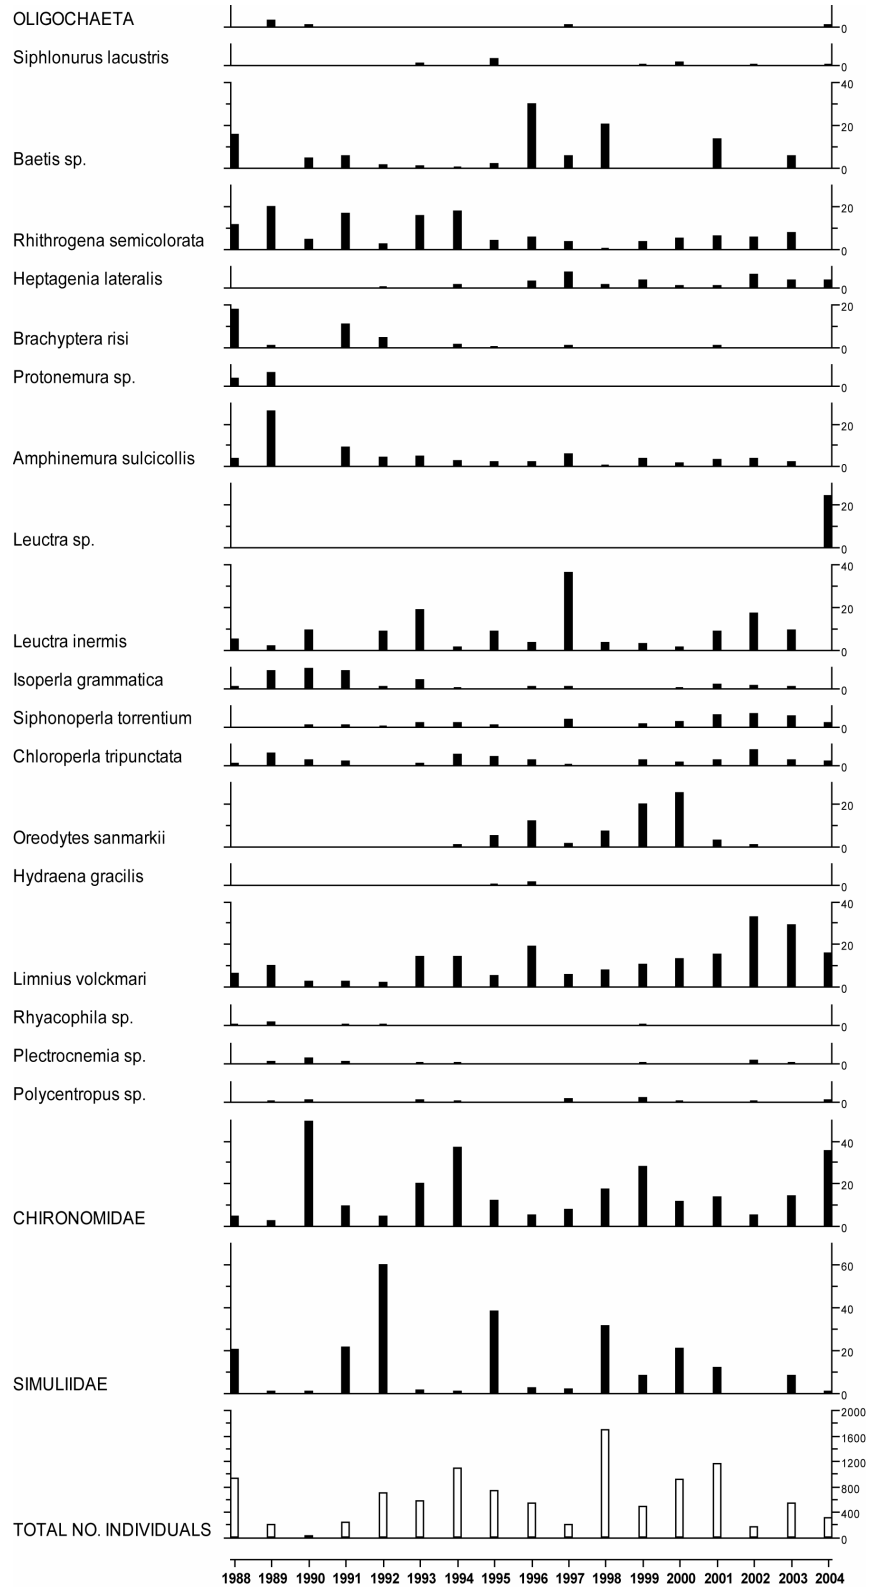 OLIGOCHAETA 0
Siphlonurus lacustris 0
40
20
Baetis sp. 0
20
Rhithrogena semicolorata 0
Heptagenia lateralis 0
20
Brachyptera risi 0
Protonemura sp. 0
20
Amphinemura sulcicollis 0
20
Leuctra sp. 0
40
20
Leuctra inermis 0
Isoperla grammatica 0
Siphonoperla torrentium 0
Chloroperla tripunctata 0
20
Oreodytes sanmarkii 0
Hydraena gracilis 0
40
20
Limnius volckmari 0
Rhyacophila sp. 0
Plectrocnemia sp. 0
Polycentropus sp. 0
40
20
CHIRONOMIDAE 0
60
40
20
SIMULIIDAE 0
2000
1600
1200
800
400
TOTAL NO. INDIVIDUALS 0
1988 1989 1990 1991 1992 1993 1994 1995 1996 1997 1998 1999 2000 2001 2002 2003 2004